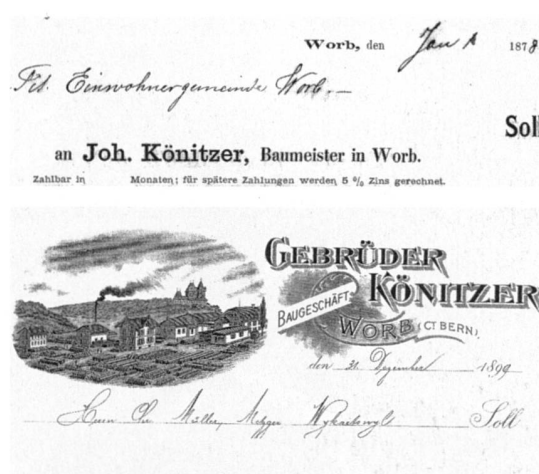 Worb, den Jan 1 1878
Tit. Einwohnergemeinde Worb. —
Soll
an Joh. Könitzer, Baumeister in Worb.
Zahlbar in Monaten; für spätere Zahlungen werden 5 % Zins gerechnet.
GEBRÜDER
KÖNITZER
BAUGESCHÄFT
WORB (CT BERN).
den 31. Dezember 1899
Herrn Chr. Müller, Metzger Soll